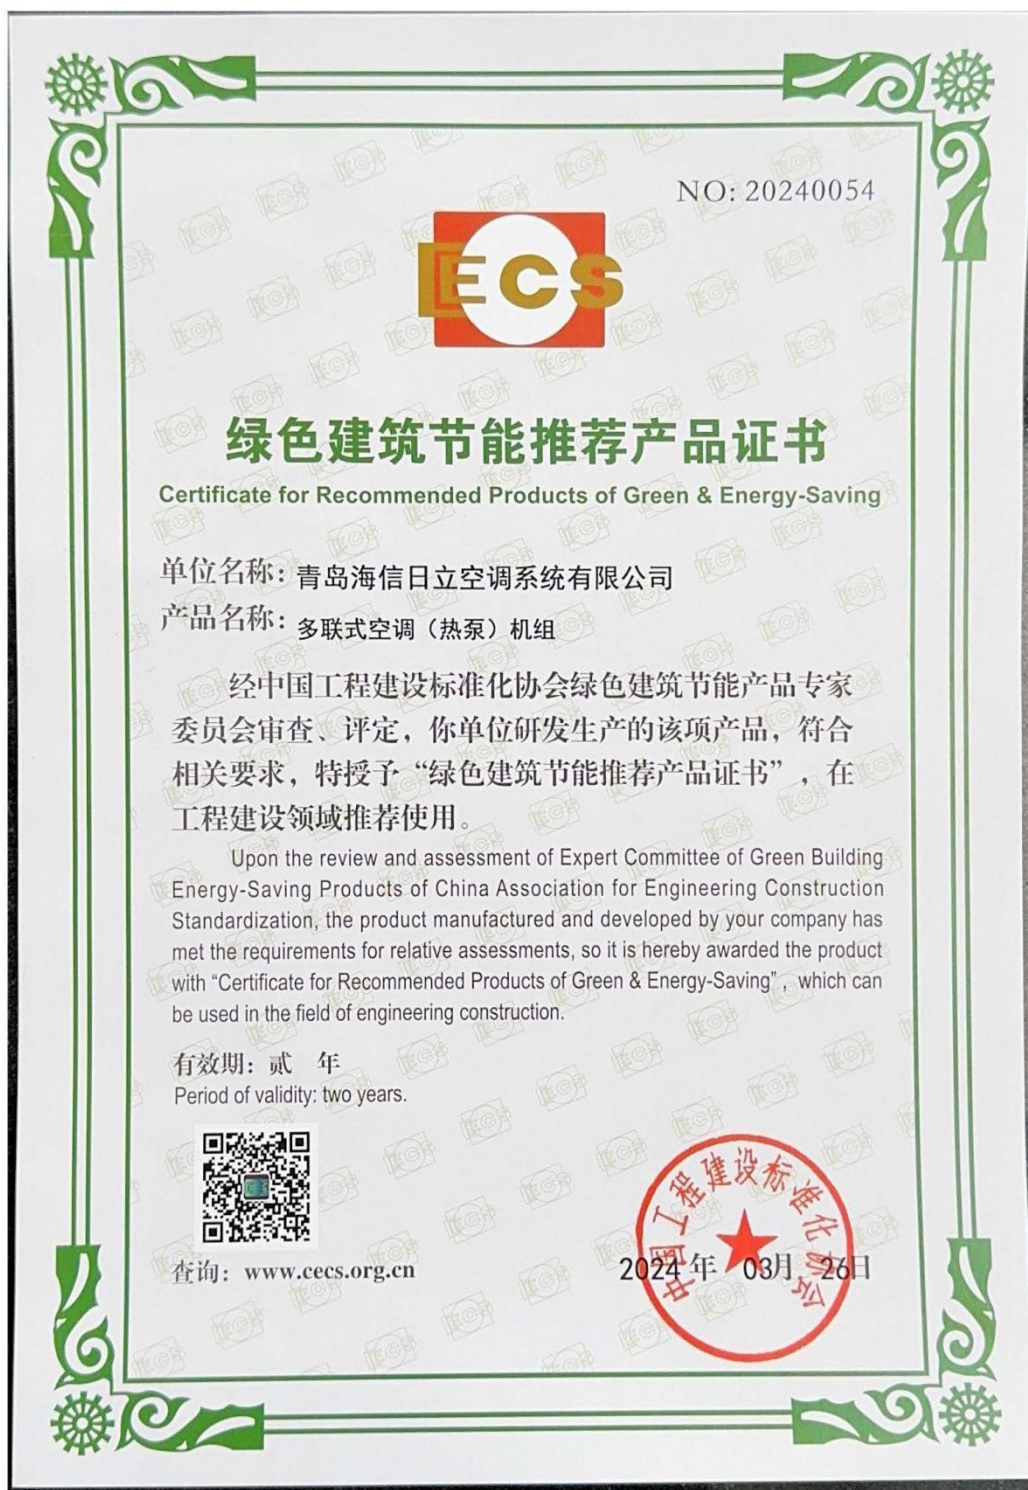 NO: 20240054
CECS
绿色建筑节能推荐产品证书
Certificate for Recommended Products of Green & Energy-Saving
单位名称：青岛海信日立空调系统有限公司
产品名称：多联式空调（热泵）机组
经中国工程建设标准化协会绿色建筑节能产品专家
委员会审查、评定，你单位研发生产的该项产品，符合
相关要求，特授予“绿色建筑节能推荐产品证书”，在
工程建设领域推荐使用。
Upon the review and assessment of Expert Committee of Green Building
Energy-Saving Products of China Association for Engineering Construction
Standardization, the product manufactured and developed by your company has
met the requirements for relative assessments, so it is hereby awarded the product
with “Certificate for Recommended Products of Green & Energy-Saving”, which can
be used in the field of engineering construction.
有效期：贰 年
Period of validity: two years.
查询：www.cecs.org.cn
中国工程建设标准化协会
2024年 03月 26日